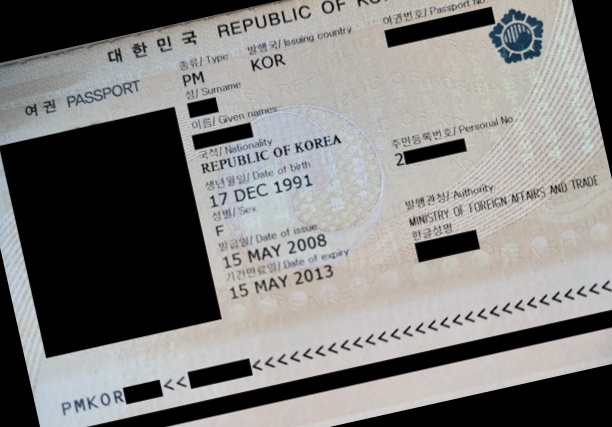 대한민국 REPUBLIC OF
여권 PASSPORT
종류/ Type 발행국/ Issuing country 여권번호/ Passport No.
PM KOR
성/ Surname
이름/ Given names
국적/ Nationality
REPUBLIC OF KOREA
생년월일/ Date of birth 주민등록번호/ Personal No
17 DEC 1991 2
성별/ Sex 발행관청/ Authority
F MINISTRY OF FOREIGN AFFAIRS AND TRADE
발급일/ Date of issue 한글성명
15 MAY 2008
기간만료일/ Date of expiry
15 MAY 2013
PMKOR << <<<<<<<<<<<<<<<<<<<<<<<<<<<